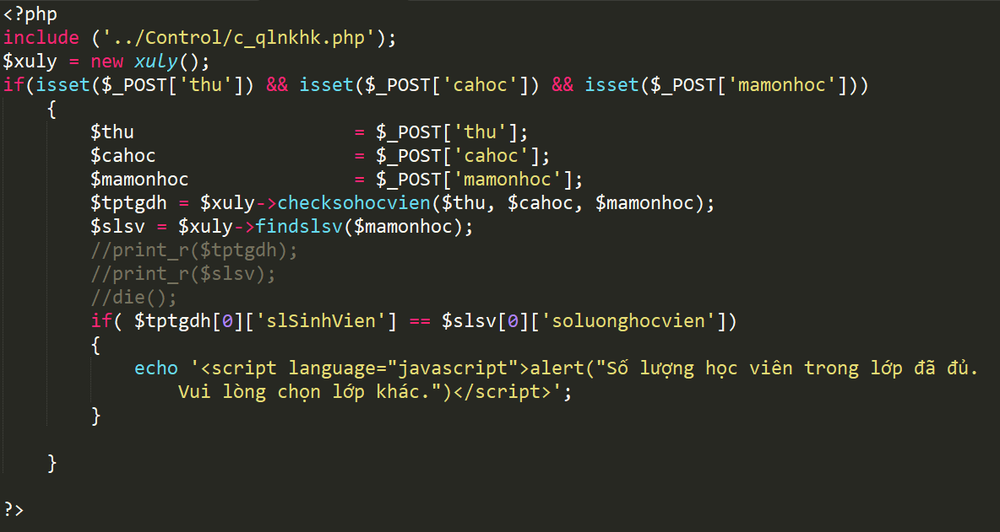 <?php
include ('../Control/c_qlnkhk.php');
$xuly = new xuly();
if(isset($_POST['thu']) && isset($_POST['cahoc']) && isset($_POST['mamonhoc']))
    {
        $thu                    = $_POST['thu'];
        $cahoc                  = $_POST['cahoc'];
        $mamonhoc               = $_POST['mamonhoc'];
        $tptgdh = $xuly->checksohocvien($thu, $cahoc, $mamonhoc);
        $slsv = $xuly->findslsv($mamonhoc);
        //print_r($tptgdh);
        //print_r($slsv);
        //die();
        if( $tptgdh[0]['slSinhVien'] == $slsv[0]['soluonghocvien'])
        {
            echo '<script language="javascript">alert("Số lượng học viên trong lớp đã đủ.
                Vui lòng chọn lớp khác.")</script>';
        }

    }

?>